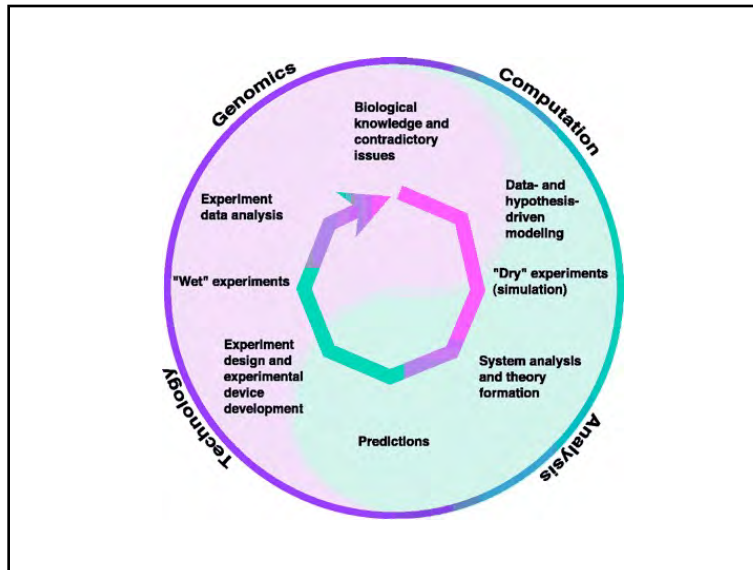 Genomics
Computation
Biological
knowledge and
contradictory
issues
Experiment
data analysis
Data- and
hypothesis-
driven
modeling
"Wet" experiments
"Dry" experiments
(simulation)
Experiment
design and
experimental
device
development
System analysis
and theory
formation
Predictions
Technology
Analysis